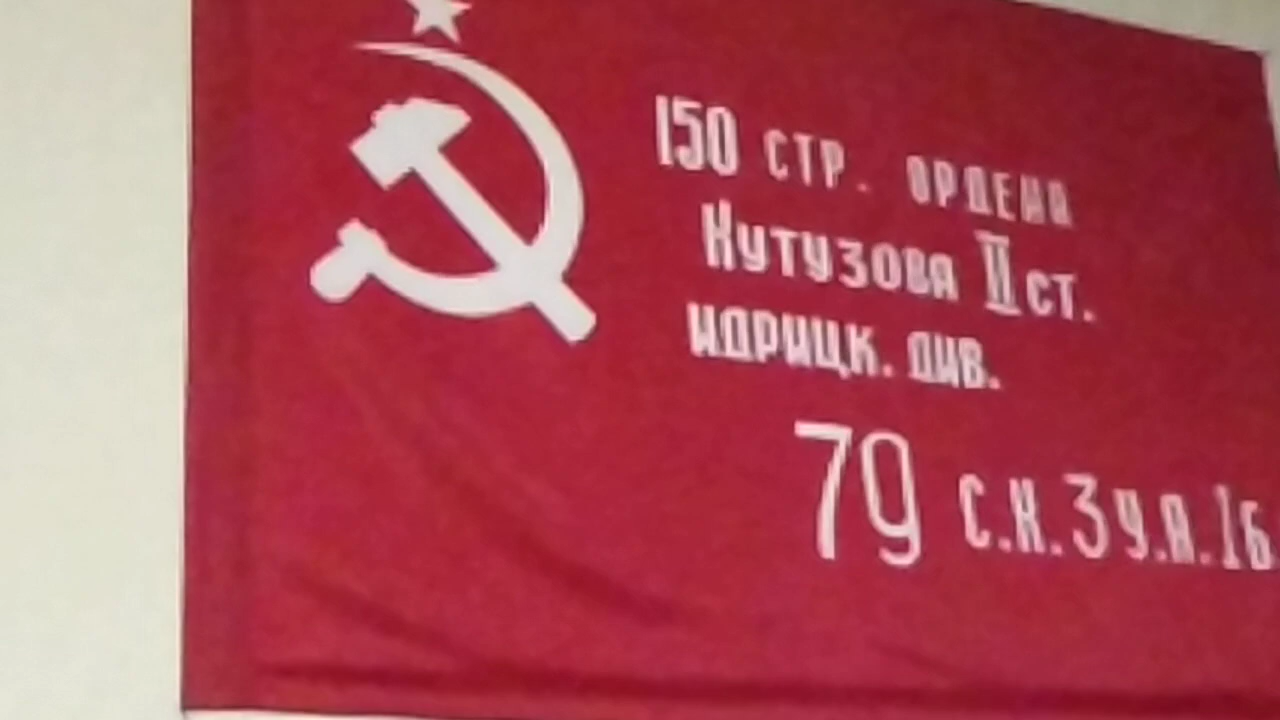 150 СТР. ОРДЕНА
КУТУЗОВА II СТ.
ИДРИЦК. ДИВ.
79 С.К. 3 У.А. 1 Б.